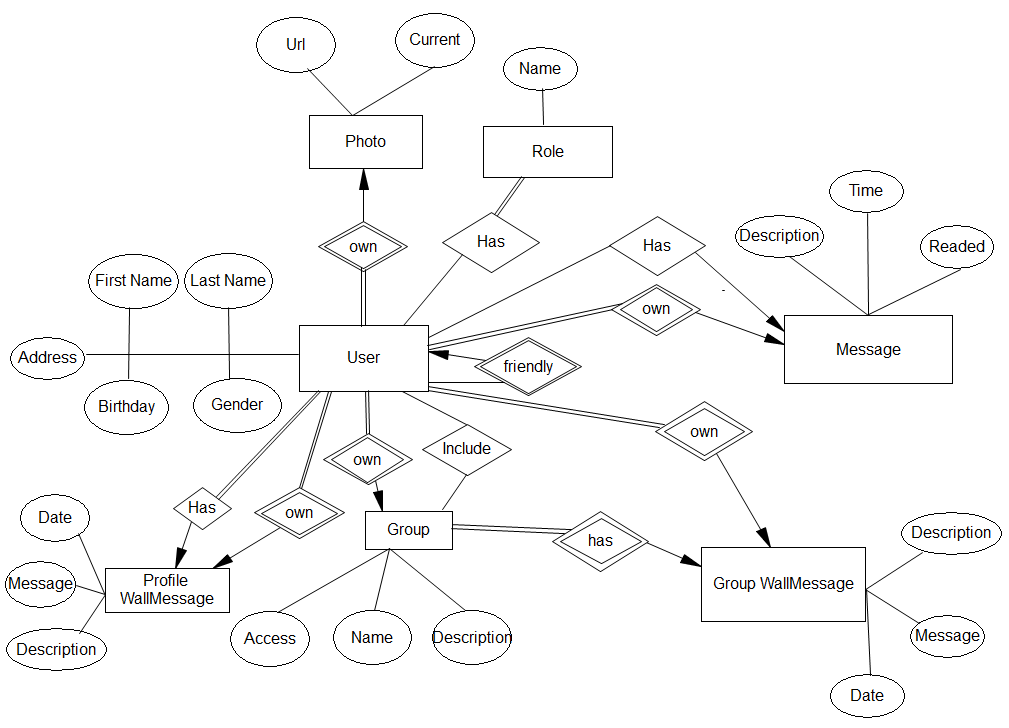 Url
Current
Name
Photo
Role
Time
Description
Readed
own
Has
Has
First Name
Last Name
own
Address
User
friendly
Message
Birthday
Gender
own
Include
own
Has
own
Date
Group
has
Description
Profile
WallMessage
Message
Group WallMessage
Description
Access
Name
Description
Message
Date